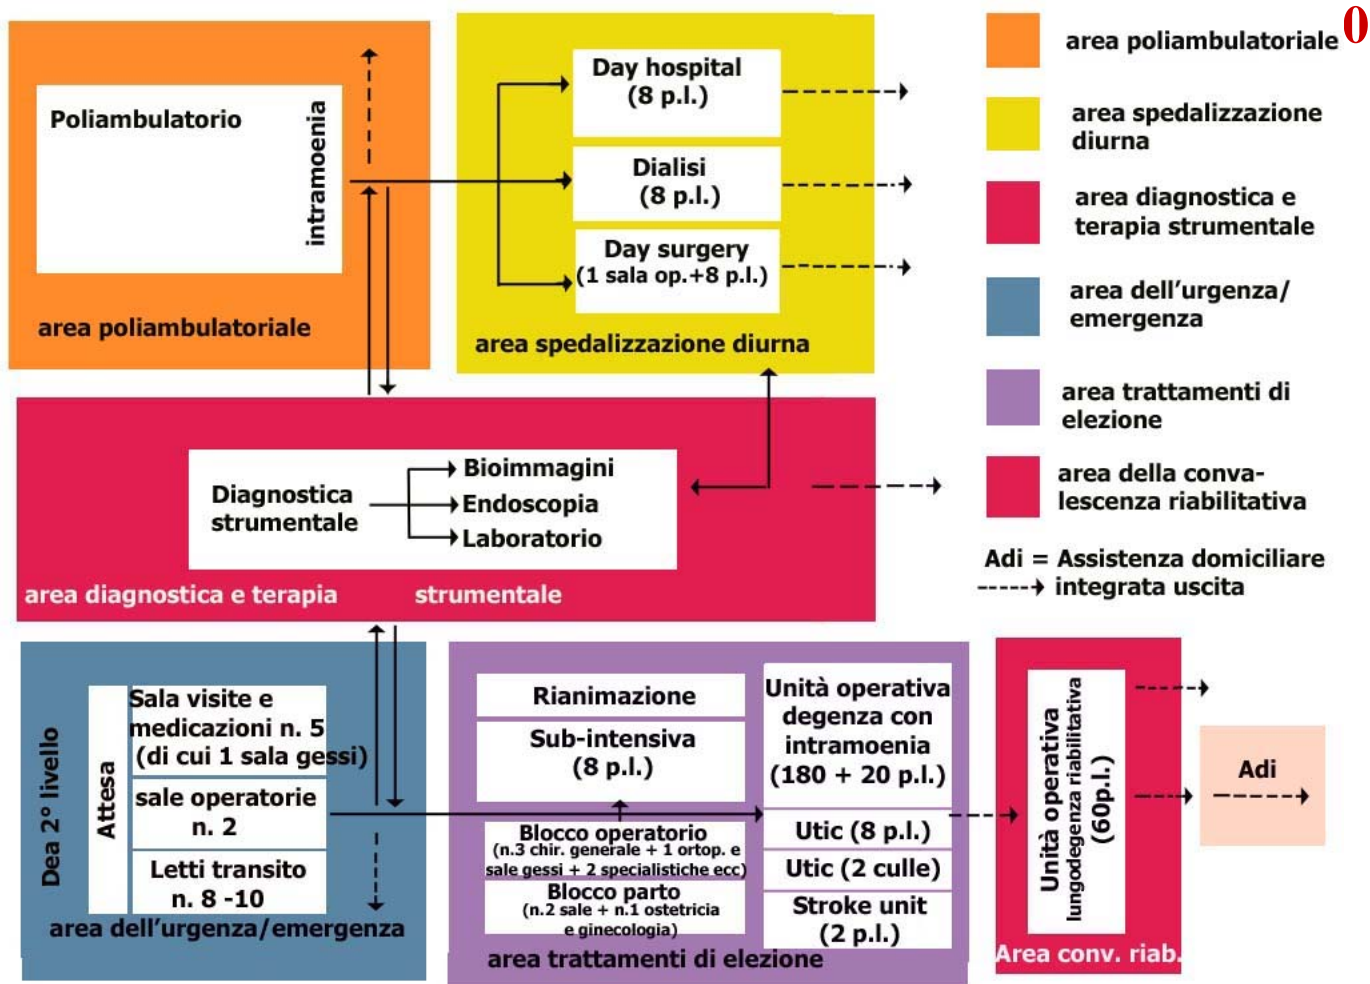 Poliambulatorio
intramoenia
area poliambulatoriale
Day hospital
(8 p.l.)
Dialisi
(8 p.l.)
Day surgery
(1 sala op.+8 p.l.)
area spedalizzazione diurna
area poliambulatoriale
0
area spedalizzazione
diurna
area diagnostica e
terapia strumentale
area dell'urgenza/
emergenza
area trattamenti di
elezione
area della conva-
lescenza riabilitativa
Adi = Assistenza domiciliare
integrata uscita
Diagnostica
strumentale
Bioimmagini
Endoscopia
Laboratorio
area diagnostica e terapia strumentale
Dea 2° livello
Attesa
Sala visite e
medicazioni n. 5
(di cui 1 sala gessi)
sale operatorie
n. 2
Letti transito
n. 8 -10
area dell'urgenza/emergenza
Rianimazione
Sub-intensiva
(8 p.l.)
Blocco operatorio
(n.3 chir. generale + 1 ortop. e
sale gessi + 2 specialistiche ecc)
Blocco parto
(n.2 sale + n.1 ostetricia
e ginecologia)
Unità operativa
degenza con
intramoenia
(180 + 20 p.l.)
Utic (8 p.l.)
Utic (2 culle)
Stroke unit
(2 p.l.)
area trattamenti di elezione
Unità operativa
lungodegenza riabilitativa
(60p.l.)
Area conv. riab.
Adi